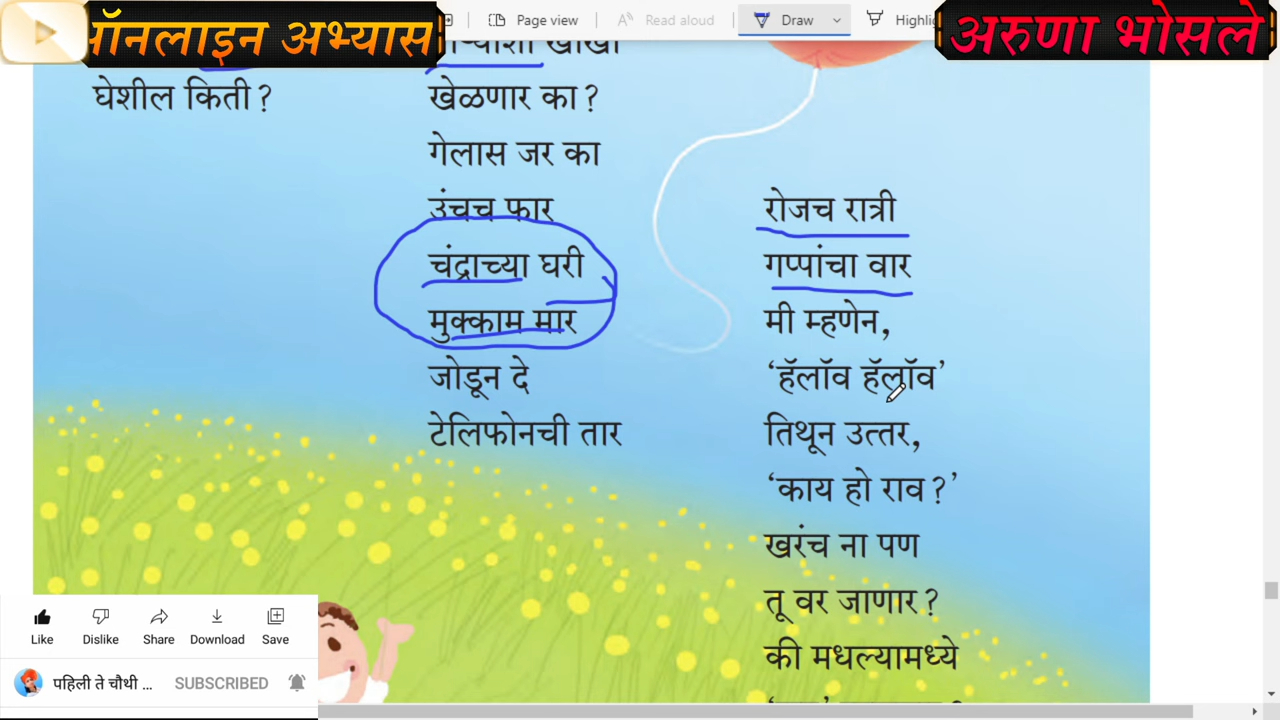 ऑनलाइन अभ्यास
Page view
Read aloud
Draw
अरुणा भोसले
घेशील किती?
खेळणार का?
गेलास जर का
उंचच फार
चंद्राच्या घरी
मुक्काम मार
जोडून दे
टेलिफोनची तार
रोजच रात्री
गप्पांचा वार
मी म्हणेन,
‘हॅलॉव हॅलॉव’
तिथून उत्तर,
‘काय हो राव?’
खरंच ना पण
तू वर जाणार?
की मधल्यामध्ये
Like
Dislike
Share
Download
Save
पहिली ते चौथी ...
SUBSCRIBED